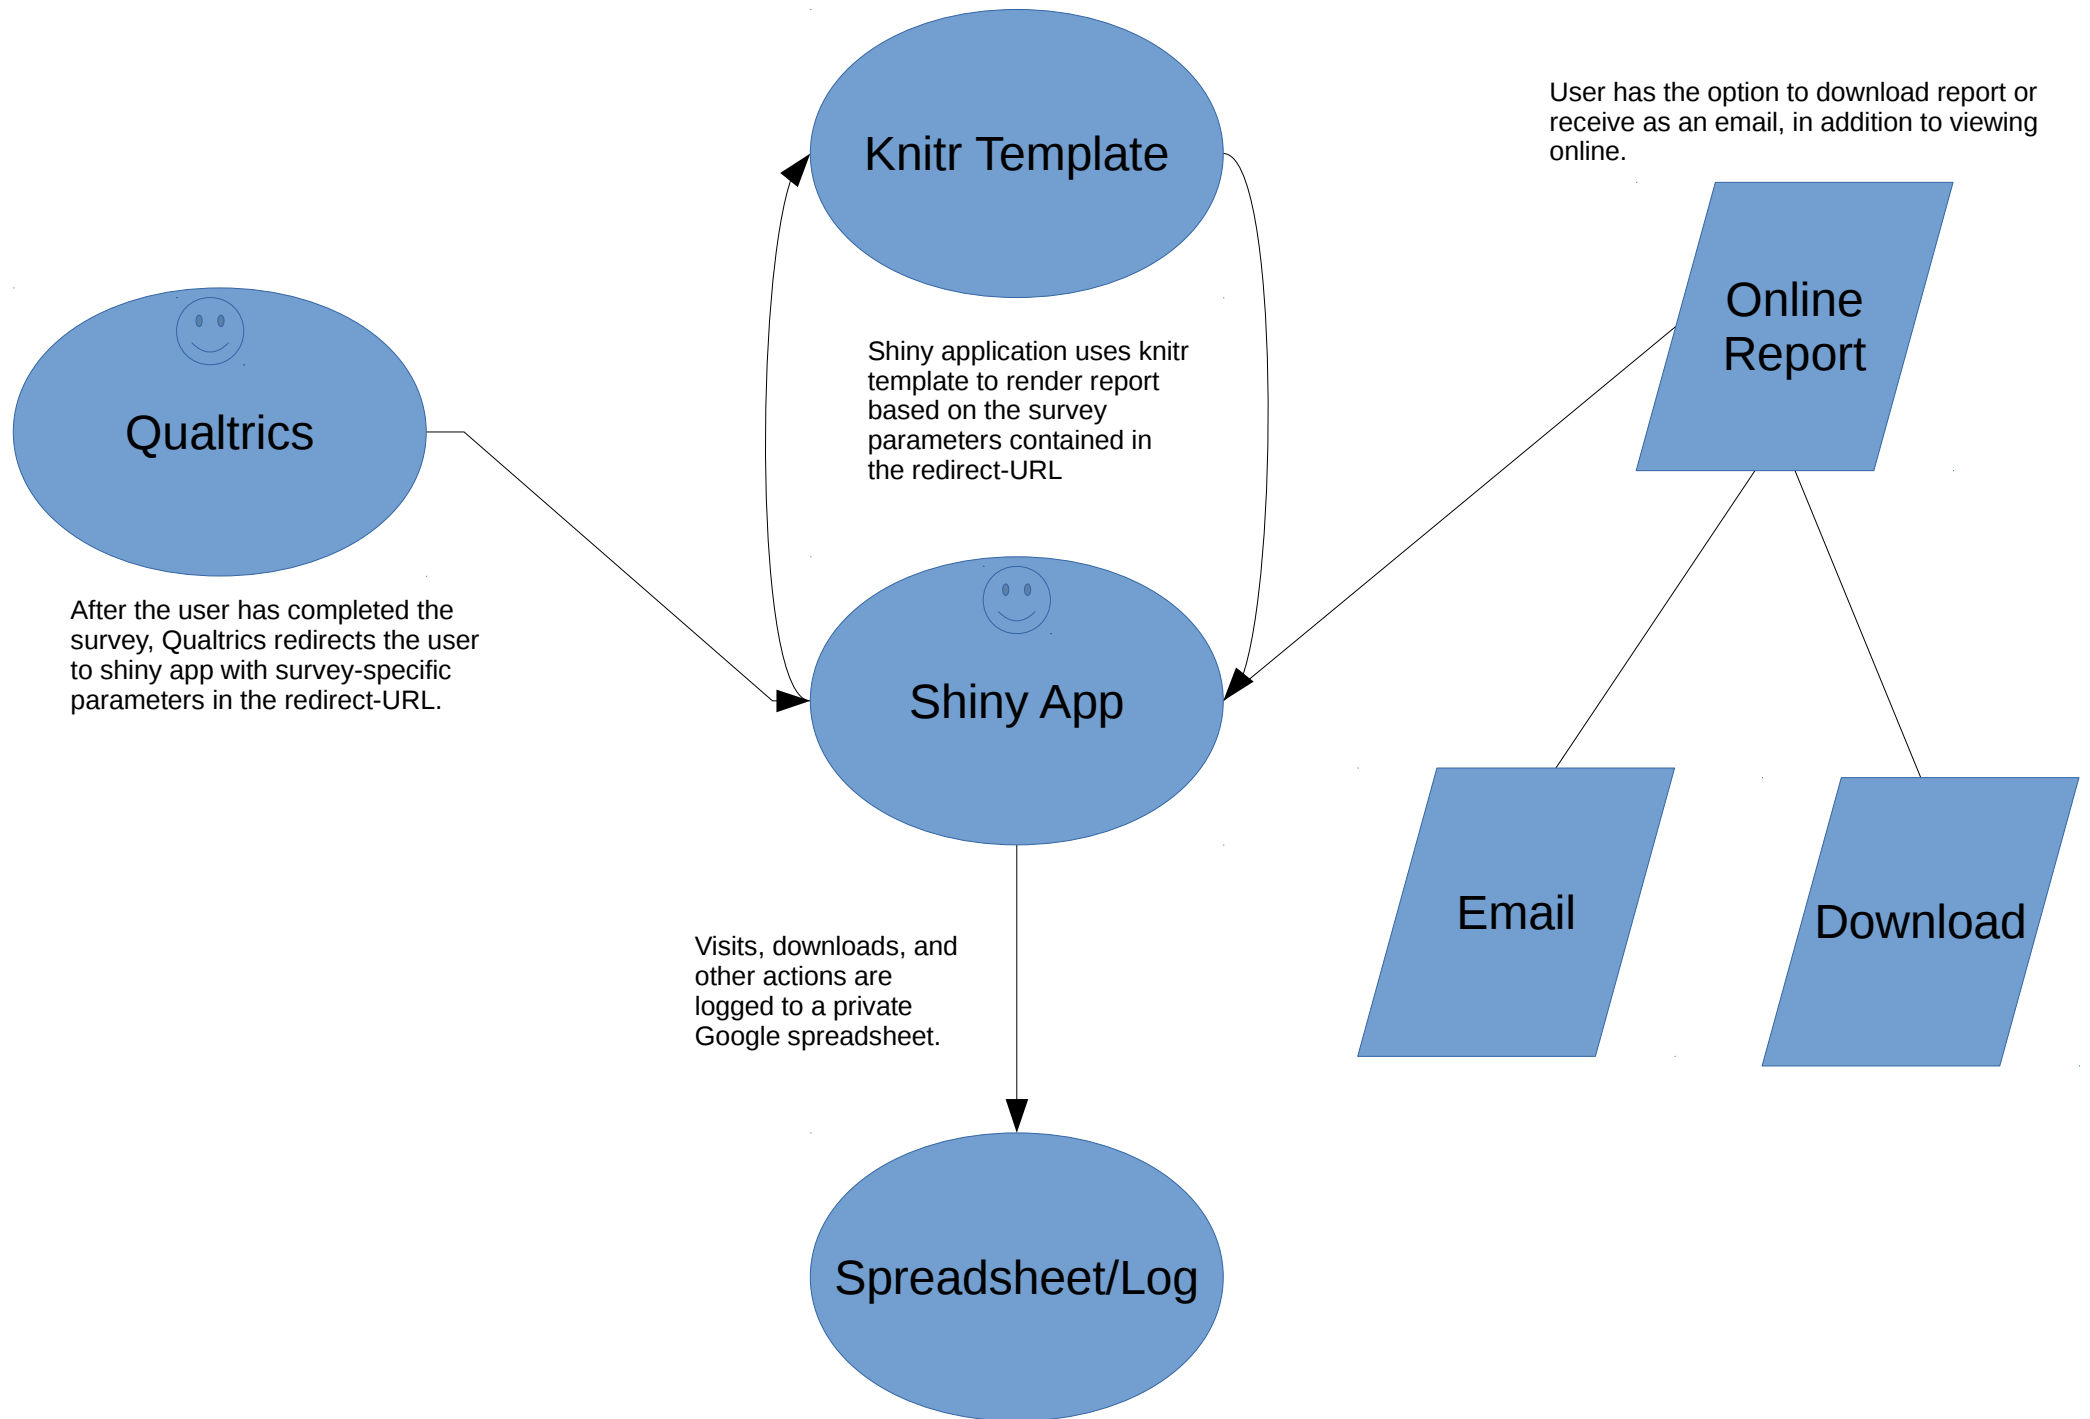 Knitr Template
User has the option to download report or
receive as an email, in addition to viewing
online.
Online
Report
Shiny application uses knitr
template to render report
based on the survey
parameters contained in
the redirect-URL
Qualtrics
After the user has completed the
survey, Qualtrics redirects the user
to shiny app with survey-specific
parameters in the redirect-URL.
Shiny App
Email
Download
Visits, downloads, and
other actions are
logged to a private
Google spreadsheet.
Spreadsheet/Log